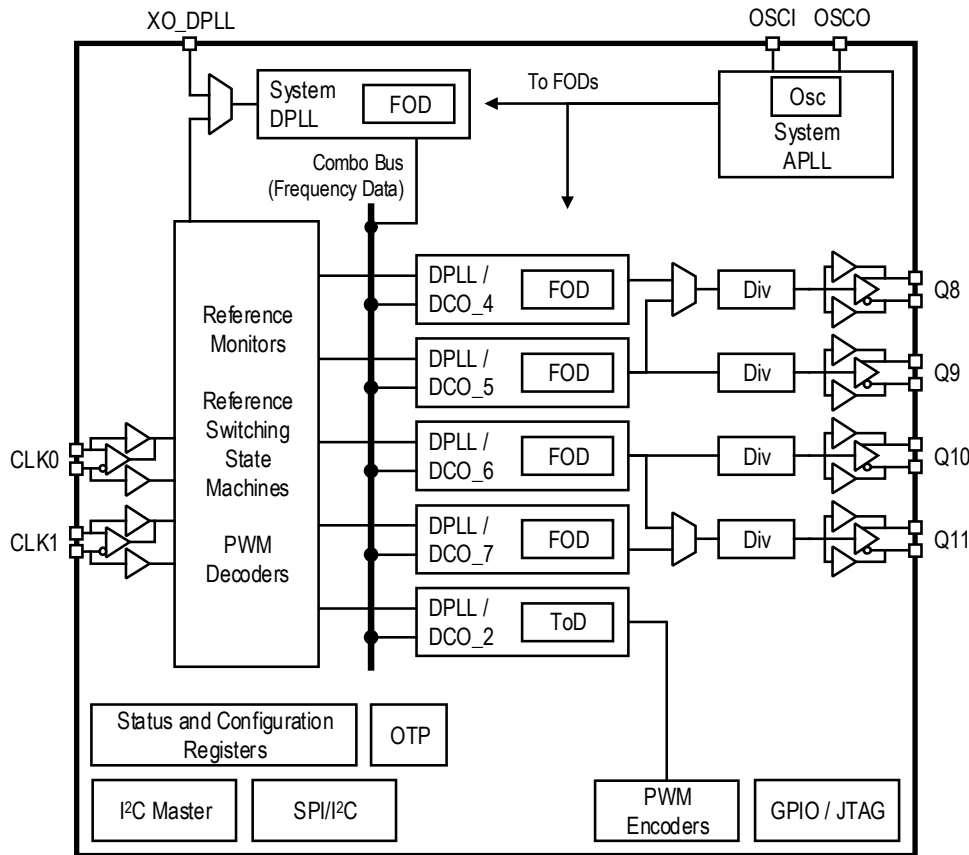 XO_DPLL
OSCI OSCO
System
DPLL
FOD
To FODs
Osc
System
APLL
Combo Bus
(Frequency Data)
Reference
Monitors
Reference
Switching
State
Machines
PWM
Decoders
CLK0
CLK1
DPLL /
DCO_4
FOD
Div
Q8
DPLL /
DCO_5
FOD
Div
Q9
DPLL /
DCO_6
FOD
Div
Q10
DPLL /
DCO_7
FOD
Div
Q11
DPLL /
DCO_2
ToD
Status and Configuration
Registers
OTP
I²C Master
SPI/I²C
PWM
Encoders
GPIO / JTAG